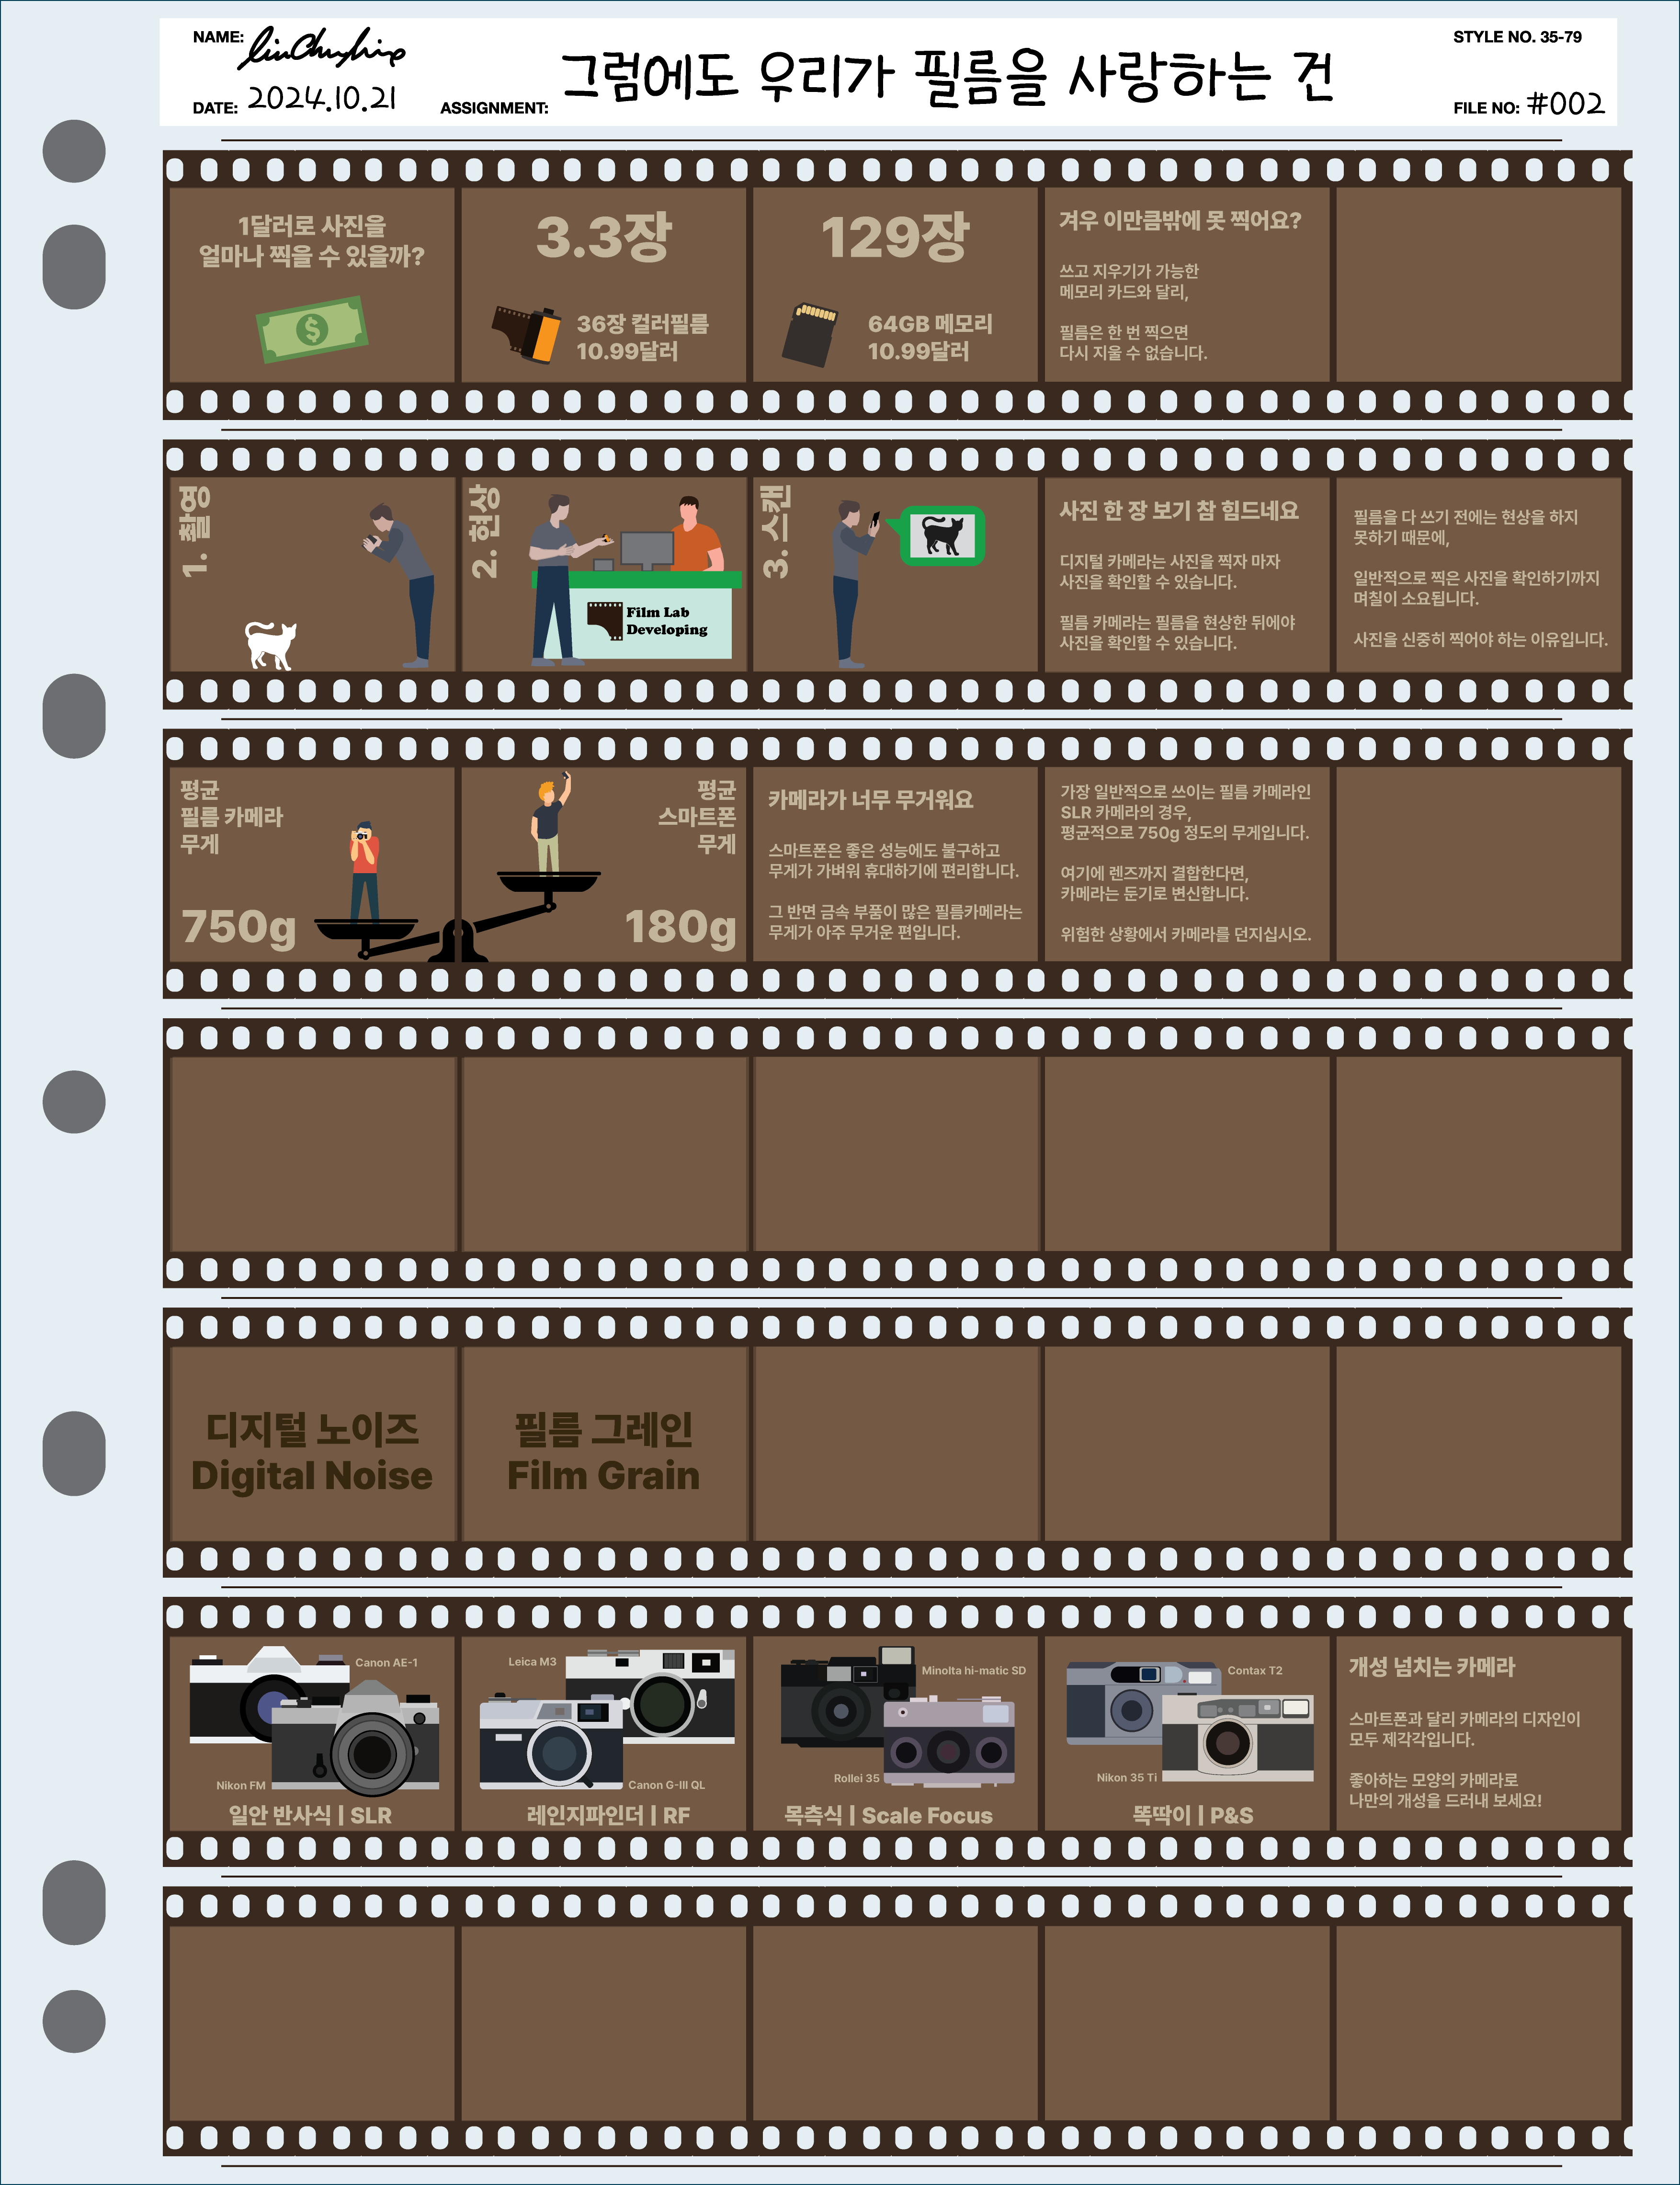 NAME:
STYLE NO. 35-79
DATE: 2024.10.21
ASSIGNMENT: 그럼에도 우리가 필름을 사랑하는 건
FILE NO: #002
1달러로 사진을
얼마나 찍을 수 있을까?
3.3장
36장 컬러필름
10.99달러
129장
64GB 메모리
10.99달러
겨우 이만큼밖에 못 찍어요?
쓰고 지우기가 가능한
메모리 카드와 달리,
필름은 한 번 찍으면
다시 지울 수 없습니다.
1. 촬영
2. 현상
Film Lab
Developing
3. 스캔
사진 한 장 보기 참 힘드네요
디지털 카메라는 사진을 찍자 마자
사진을 확인할 수 있습니다.
필름 카메라는 필름을 현상한 뒤에야
사진을 확인할 수 있습니다.
필름을 다 쓰기 전에는 현상을 하지
못하기 때문에,
일반적으로 찍은 사진을 확인하기까지
며칠이 소요됩니다.
사진을 신중히 찍어야 하는 이유입니다.
평균
필름 카메라
무게
750g
평균
스마트폰
무게
180g
카메라가 너무 무거워요
스마트폰은 좋은 성능에도 불구하고
무게가 가벼워 휴대하기에 편리합니다.
그 반면 금속 부품이 많은 필름카메라는
무게가 아주 무거운 편입니다.
가장 일반적으로 쓰이는 필름 카메라인
SLR 카메라의 경우,
평균적으로 750g 정도의 무게입니다.
여기에 렌즈까지 결합한다면,
카메라는 둔기로 변신합니다.
위험한 상황에서 카메라를 던지십시오.
디지털 노이즈
Digital Noise
필름 그레인
Film Grain
Canon AE-1
Nikon FM
일안 반사식 | SLR
Leica M3
Canon G-III QL
레인지파인더 | RF
Minolta hi-matic SD
Rollei 35
목측식 | Scale Focus
Contax T2
Nikon 35 Ti
똑딱이 | P&S
개성 넘치는 카메라
스마트폰과 달리 카메라의 디자인이
모두 제각각입니다.
좋아하는 모양의 카메라로
나만의 개성을 드러내 보세요!